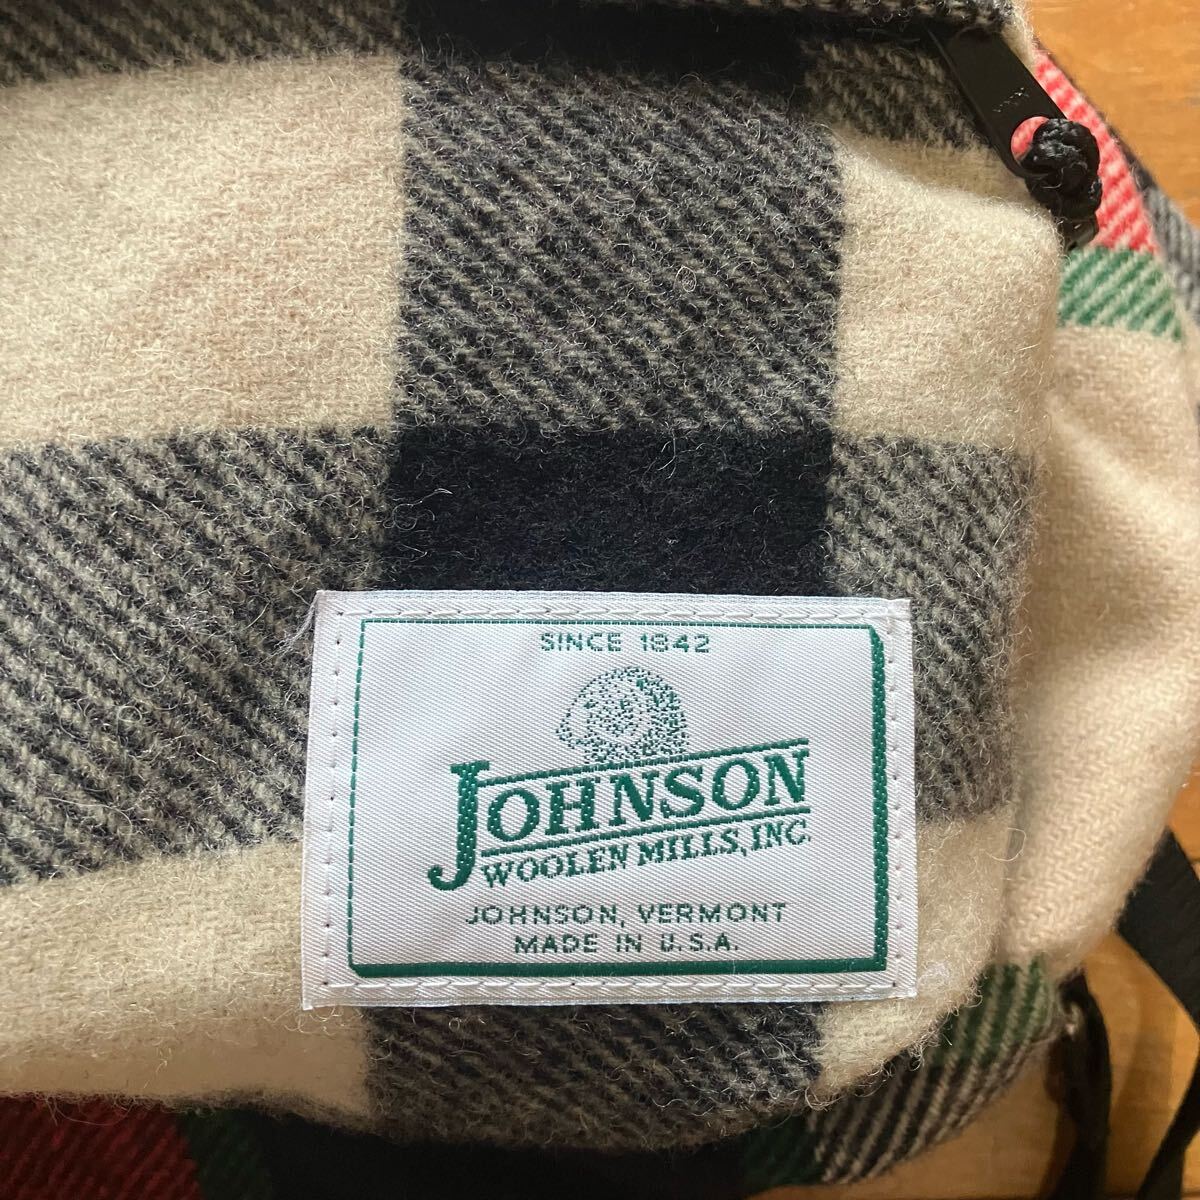 SINCE 1842
JOHNSON
WOOLEN MILLS, INC.
JOHNSON, VERMONT
MADE IN U.S.A.